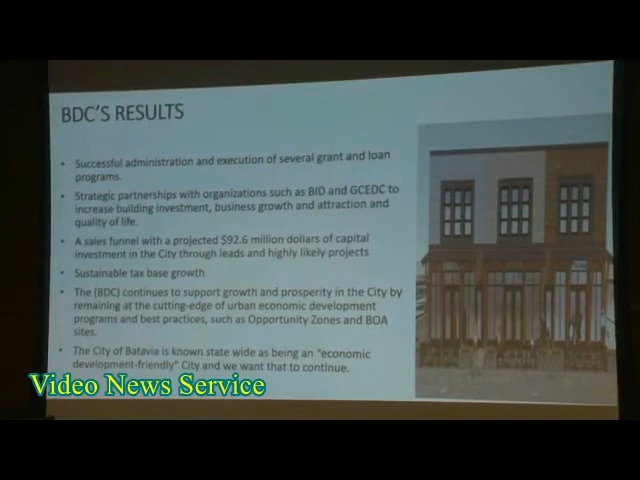 BDC'S RESULTS
• Successful administration and execution of several grant and loan
programs.
• Strategic partnerships with organizations such as BID and GCEDC to
increase building investment, business growth and attraction and
quality of life.
• A sales funnel with a projected $92.6 million dollars of capital
investment in the City through leads and highly likely projects
• Sustainable tax base growth
• The (BDC) continues to support growth and prosperity in the City by
remaining at the cutting-edge of urban economic development
programs and best practices, such as Opportunity Zones and BOA
sites.
• The City of Batavia is known state wide as being an "economic
development-friendly" City and we want that to continue.
Video News Service